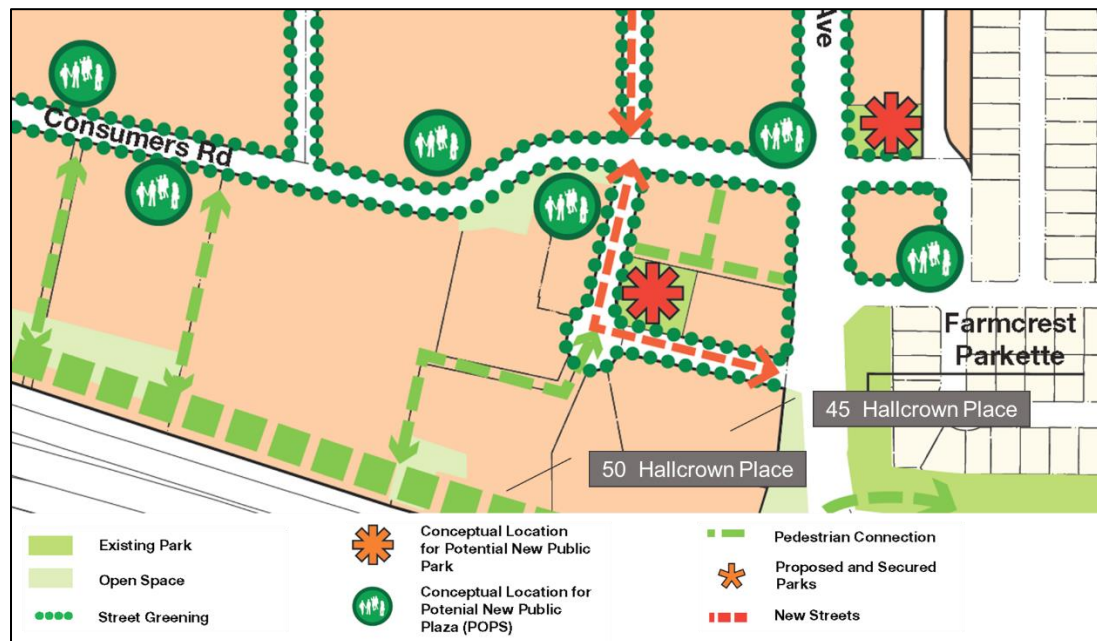 Ave
Consumers Rd
Farmcrest
Parkette
45 Hallcrown Place
50 Hallcrown Place
Existing Park
Open Space
Street Greening
Conceptual Location
for Potential New Public
Park
Conceptual Location for
Potenial New Public
Plaza (POPS)
Pedestrian Connection
Proposed and Secured
Parks
New Streets